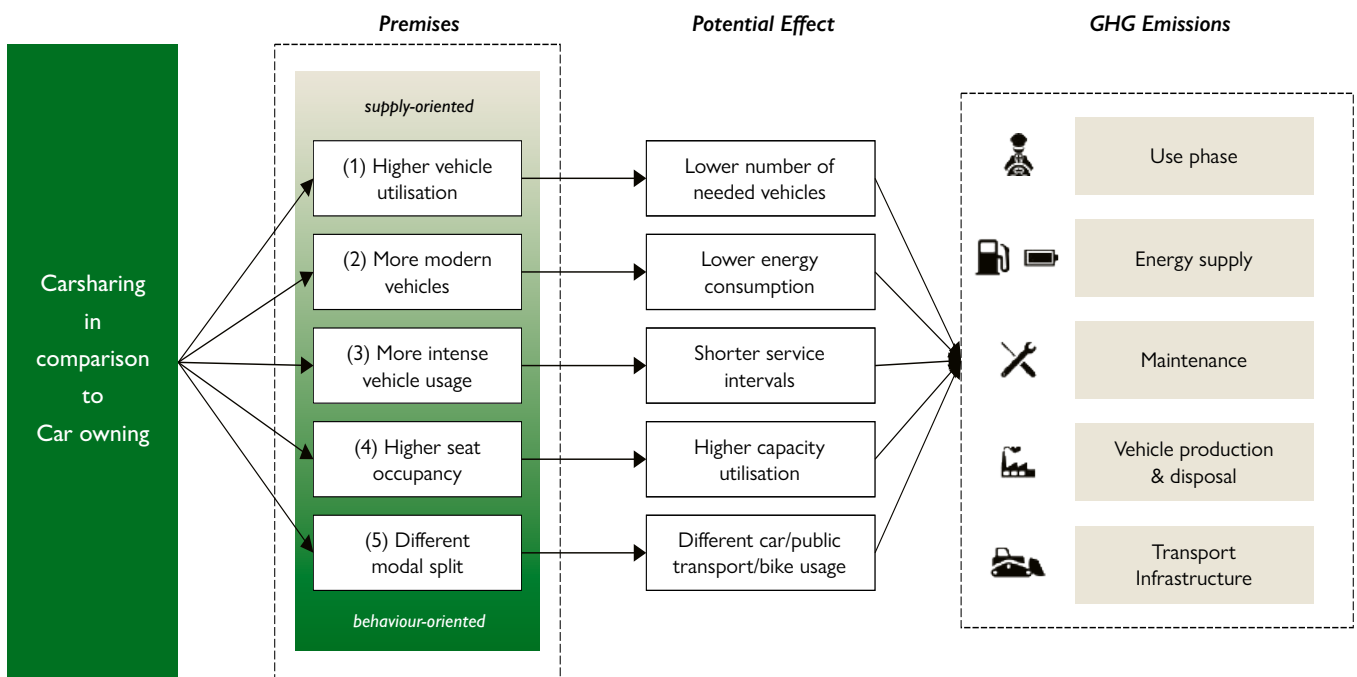 Premises
Potential Effect
GHG Emissions
Carsharing
in
comparison
to
Car owning
supply-oriented
(1) Higher vehicle
utilisation
(2) More modern
vehicles
(3) More intense
vehicle usage
(4) Higher seat
occupancy
(5) Different
modal split
behaviour-oriented
Lower number of
needed vehicles
Lower energy
consumption
Shorter service
intervals
Higher capacity
utilisation
Different car/public
transport/bike usage
Use phase
Energy supply
Maintenance
Vehicle production
& disposal
Transport
Infrastructure